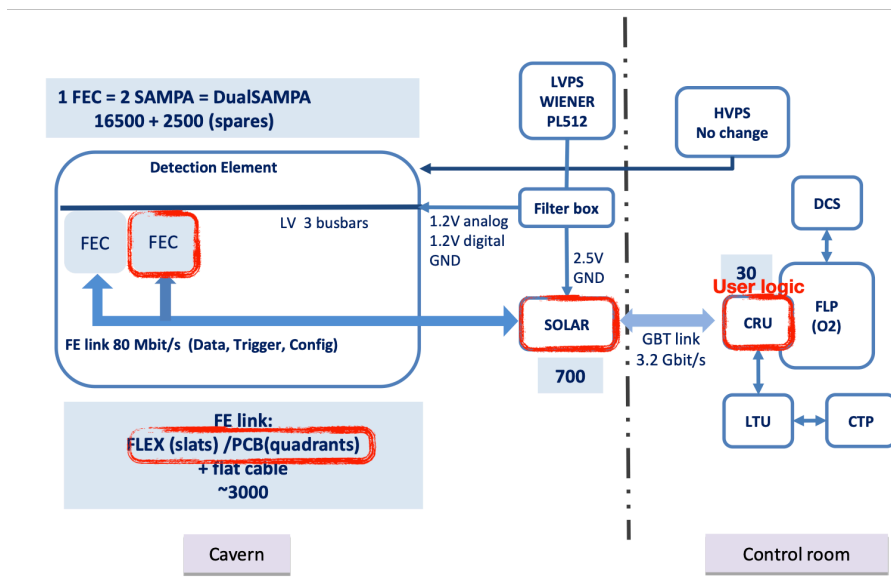 1 FEC = 2 SAMPA = DualSAMPA
16500 + 2500 (spares)
LVPS
WIENER
PL512
HVPS
No change
Detection Element
Filter box
LV 3 busbars
FEC
FEC
1.2V analog
1.2V digital
GND
2.5V
GND
DCS
30
User logic
SOLAR
CRU
FLP
(O2)
FE link 80 Mbit/s (Data, Trigger, Config)
GBT link
3.2 Gbit/s
700
LTU
CTP
FE link:
FLEX (slats) /PCB(quadrants)
+ flat cable
~3000
Cavern
Control room